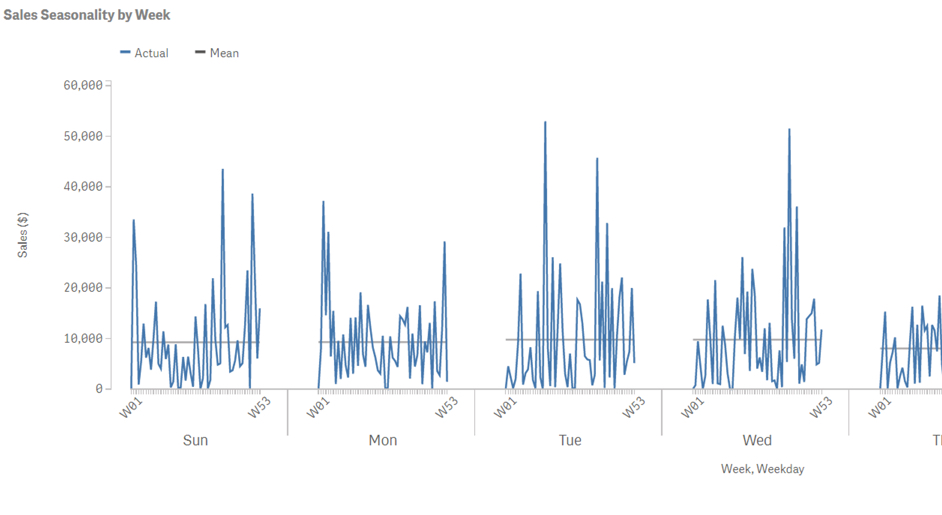 Sales Seasonality by Week
Actual Mean
Sales ($)
60,000
50,000
40,000
30,000
20,000
10,000
0
W01 W53 W01 W53 W01 W53 W01 W53 W01
Sun Mon Tue Wed
Week, Weekday